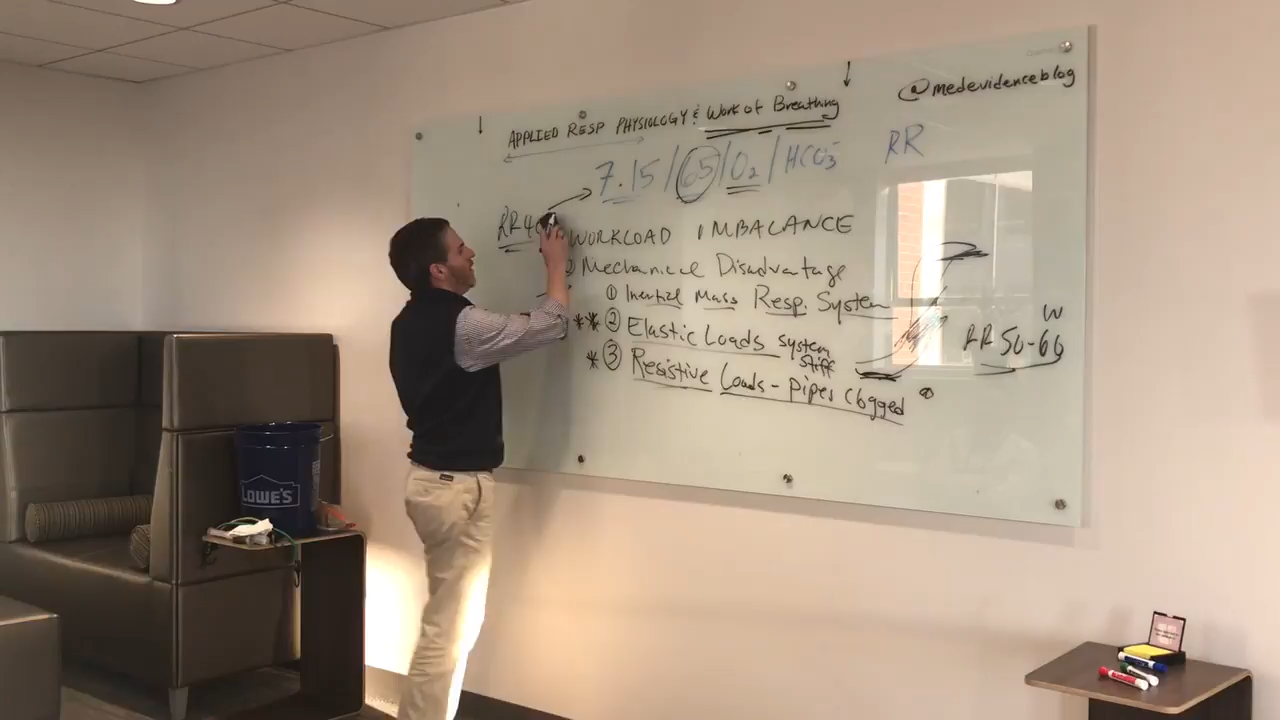 @medevidenceblog
APPLIED RESP PHYSIOLOGY & Work of Breathing
7.15 / 65 / O2 / HCO3-
RR
RR 4
WORKLOAD IMBALANCE
Mechanical Disadvantage
① Inertial Mass Resp. System
** ② Elastic Loads system
stiff
* ③ Resistive Loads - pipes clogged
W
RR 50-60
LOWE'S